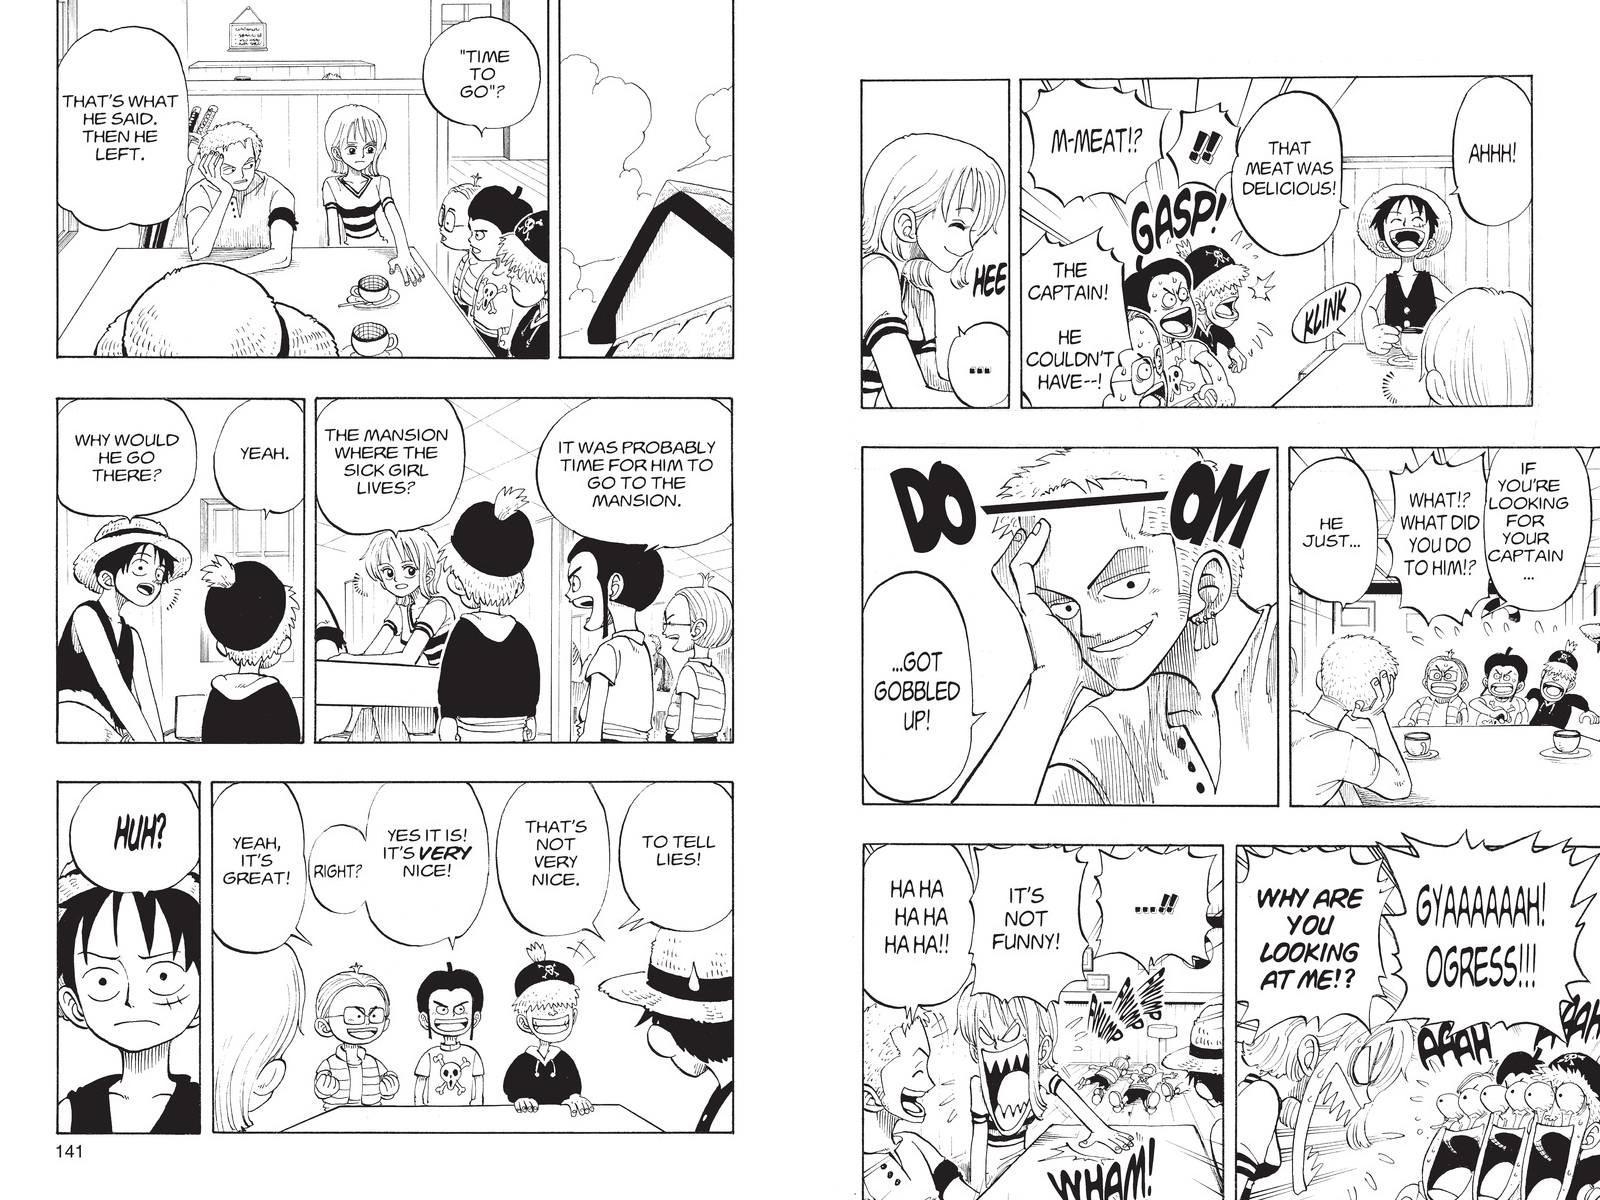 AHHH!
THAT
MEAT WAS
DELICIOUS!
KLINK
!!
M-MEAT!?
GASP!
THE
CAPTAIN!
HE
COULDN'T
HAVE--!
HEE
...
IF
YOU'RE
LOOKING
FOR
YOUR
CAPTAIN
...
WHAT!?
WHAT DID
YOU DO
TO HIM!?
HE
JUST...
DO—OM
...GOT
GOBBLED
UP!
GYAAAAAAH!
OGRESS!!!
WHY ARE
YOU
LOOKING
AT ME!?
AGAH
...!!
IT'S
NOT
FUNNY!
HA HA
HA HA
HA HA!!
WHAM!
"TIME
TO
GO"?
THAT'S WHAT
HE SAID.
THEN HE
LEFT.
IT WAS PROBABLY
TIME FOR HIM TO
GO TO THE
MANSION.
THE MANSION
WHERE THE
SICK GIRL
LIVES?
YEAH.
WHY WOULD
HE GO
THERE?
TO TELL
LIES!
THAT'S
NOT
VERY
NICE.
YES IT IS!
IT'S VERY
NICE!
RIGHT?
YEAH,
IT'S
GREAT!
HUH?
141